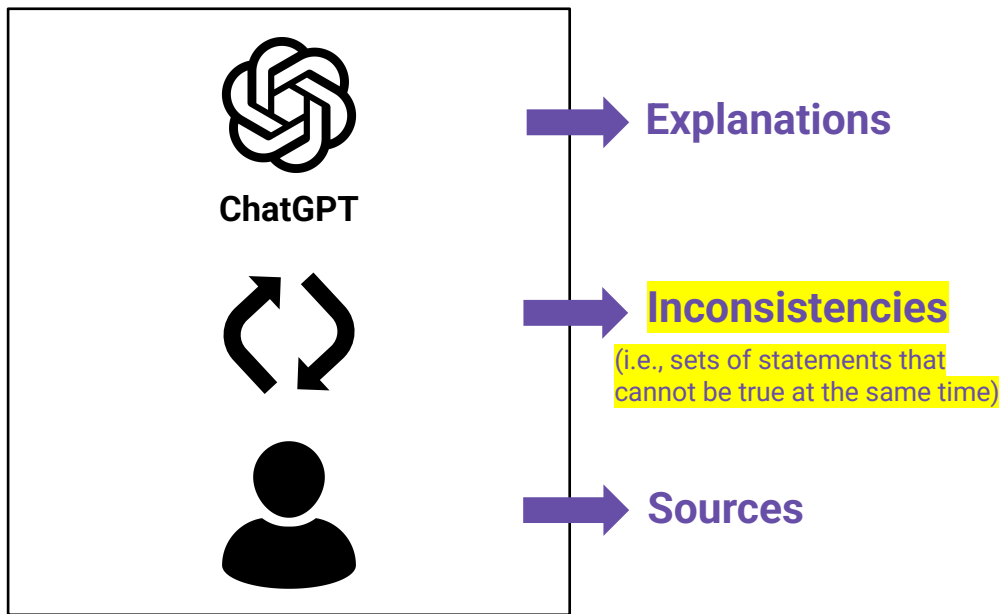 ChatGPT
Explanations
Inconsistencies
(i.e., sets of statements that
cannot be true at the same time)
Sources